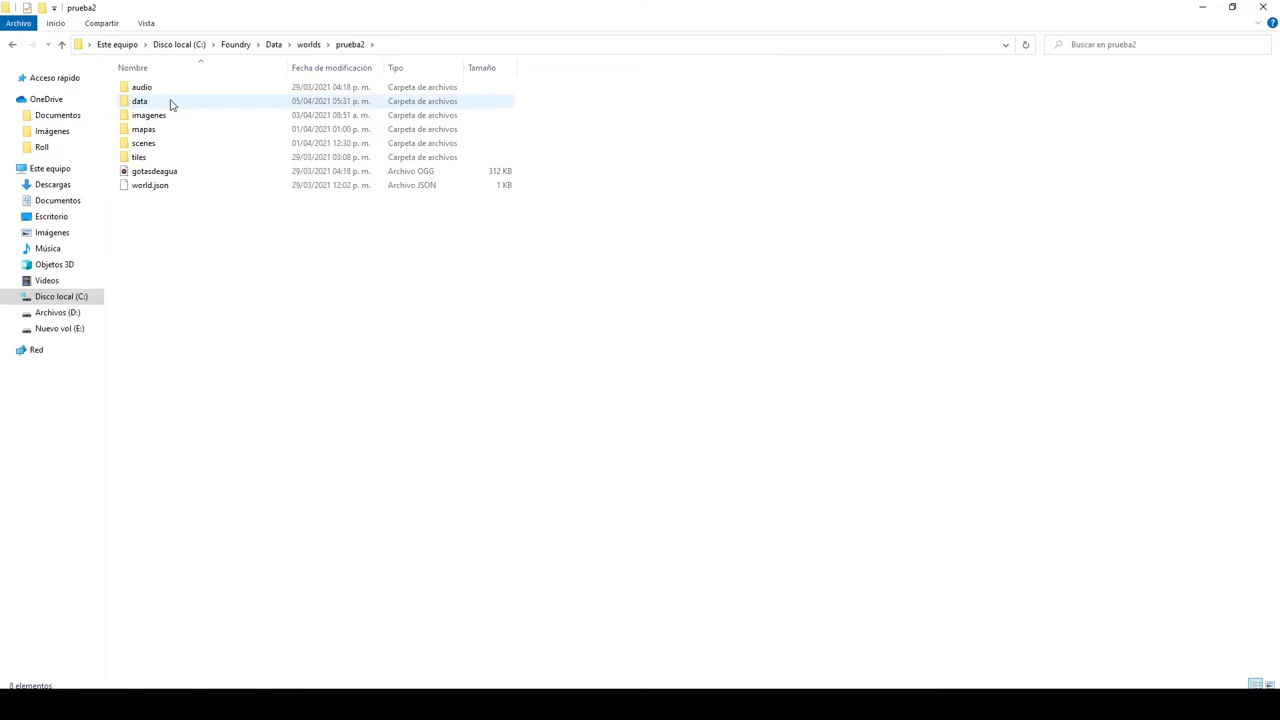 prueba2
Archivo Inicio Compartir Vista
Este equipo > Disco local (C:) > Foundry > Data > worlds > prueba2 >
Buscar en prueba2
Nombre Fecha de modificación Tipo Tamaño
audio 29/03/2021 04:18 p. m. Carpeta de archivos
data 05/04/2021 05:31 p. m. Carpeta de archivos
imagenes 03/04/2021 08:51 a. m. Carpeta de archivos
mapas 01/04/2021 01:00 p. m. Carpeta de archivos
scenes 01/04/2021 12:30 p. m. Carpeta de archivos
tiles 29/03/2021 03:08 p. m. Carpeta de archivos
gotasdeagua 29/03/2021 04:18 p. m. Archivo OGG 312 KB
world.json 29/03/2021 12:02 p. m. Archivo JSON 1 KB
Acceso rápido
OneDrive
Documentos
Imágenes
Roll
Este equipo
Descargas
Documentos
Escritorio
Imágenes
Música
Objetos 3D
Videos
Disco local (C:)
Archivos (D:)
Nuevo vol (E:)
Red
8 elementos